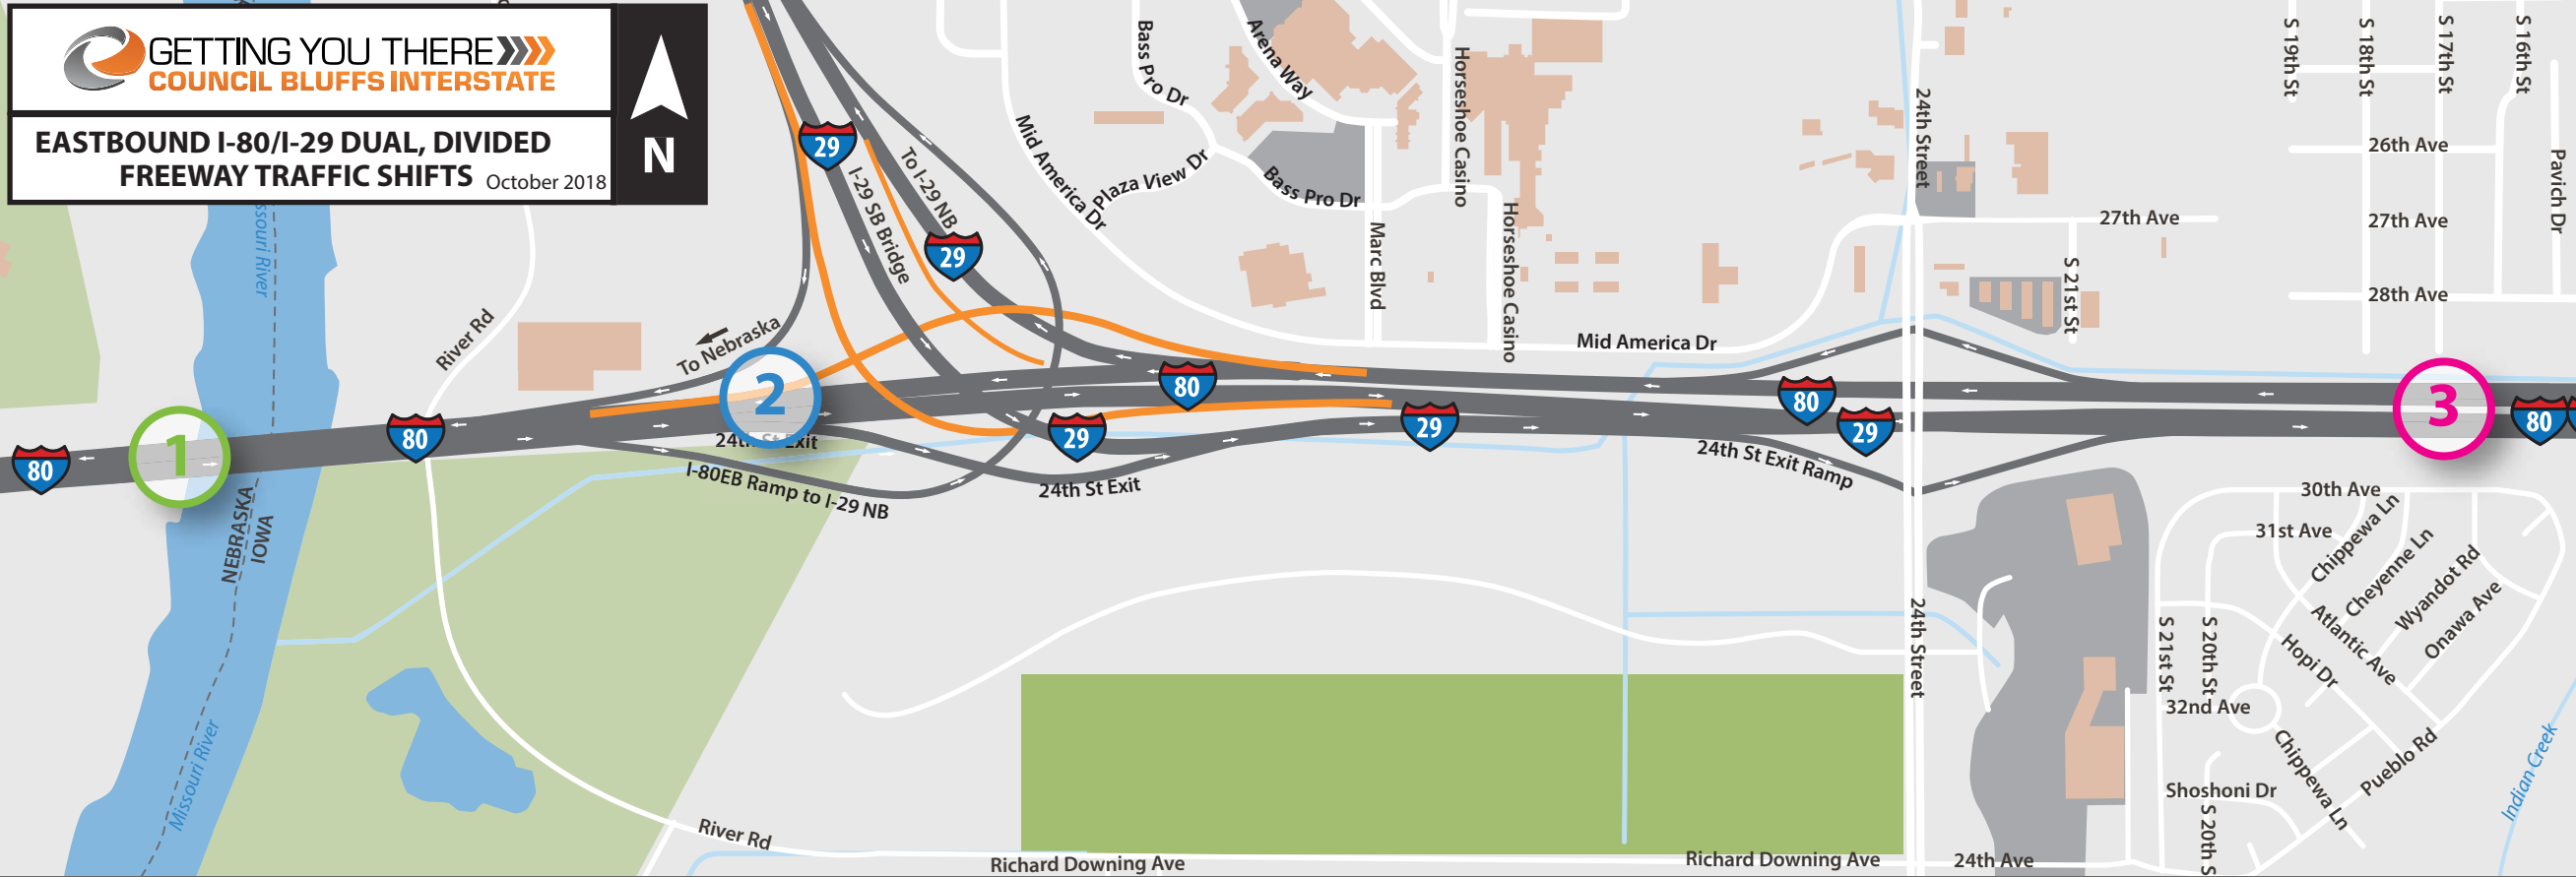 GETTING YOU THERE
COUNCIL BLUFFS INTERSTATE
EASTBOUND I-80/I-29 DUAL, DIVIDED
FREEWAY TRAFFIC SHIFTS October 2018
N
Missouri River
River Rd
To Nebraska
29
I-29 SB Bridge
To I-29 NB
29
Mid America Dr
Bass Pro Dr
Plaza View Dr
Arena Way
Bass Pro Dr
Marc Blvd
Horseshoe Casino
Horseshoe Casino
Mid America Dr
24th Street
27th Ave
S 21st St
S 19th St
S 18th St
S 17th St
S 16th St
26th Ave
27th Ave
28th Ave
Pavich Dr
80
1
80
2
24th St Exit
I-80EB Ramp to I-29 NB
24th St Exit
29
80
29
80
29
24th St Exit Ramp
3
80
NEBRASKA
IOWA
Missouri River
River Rd
Richard Downing Ave
Richard Downing Ave
24th Street
24th Ave
30th Ave
31st Ave
Chippewa Ln
Cheyenne Ln
Wyandot Rd
Onawa Ave
Atlantic Ave
Hopi Dr
S 21st St
S 20th St
32nd Ave
Chippewa Ln
Pueblo Rd
Shoshoni Dr
S 20th S
Indian Creek